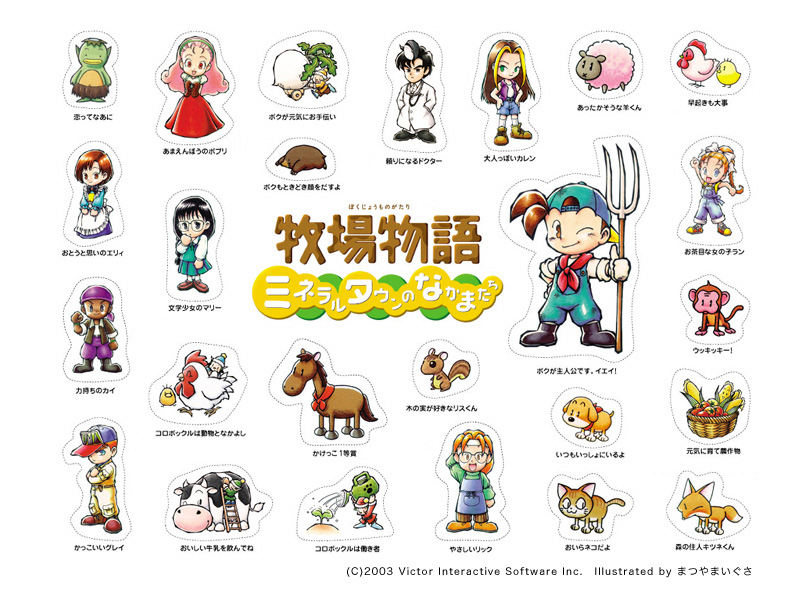 恋ってなあに
あまえんぼうのポプリ
ボクが元気にお手伝い
頼りになるドクター
大人っぽいカレン
あったかそうな羊くん
早起きも大事
ボクもときどき顔をだすよ
おとうと思いのエリィ
文学少女のマリー
ぼくじょうものがたり
牧場物語
ミネラルタウンのなかまたち
お茶目な女の子ラン
力持ちのカイ
コロボックルは動物となかよし
かけっこ1等賞
木の実が好きなリスくん
ボクが主人公です。イエイ!
ウッキッキー!
いつもいっしょにいるよ
元気に育て農作物
かっこいいグレイ
おいしい牛乳を飲んでね
コロボックルは働き者
やさしいリック
おいらネコだよ
森の住人キツネくん
(C)2003 Victor Interactive Software Inc. Illustrated by まつやまいぐさ